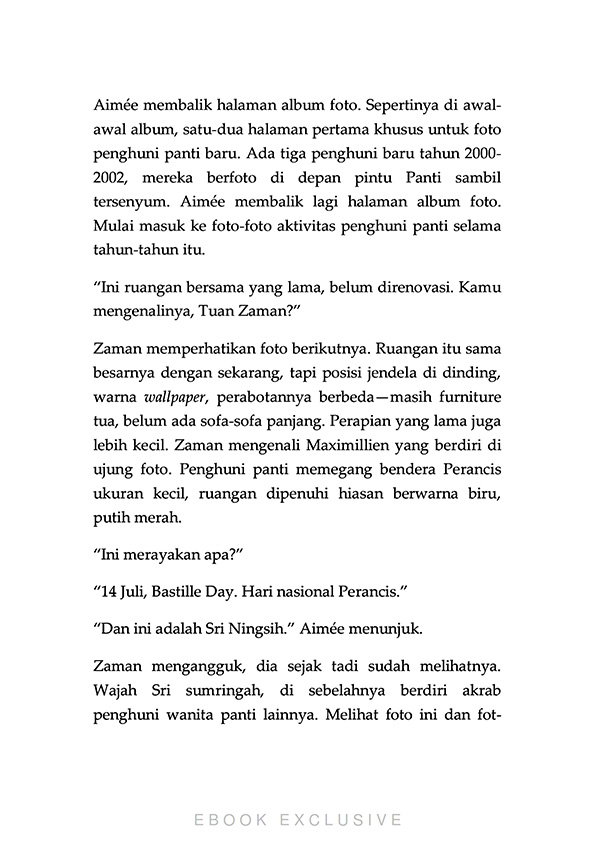 Aimée membalik halaman album foto. Sepertinya di awal-
awal album, satu-dua halaman pertama khusus untuk foto
penghuni panti baru. Ada tiga penghuni baru tahun 2000-
2002, mereka berfoto di depan pintu Panti sambil
tersenyum. Aimée membalik lagi halaman album foto.
Mulai masuk ke foto-foto aktivitas penghuni panti selama
tahun-tahun itu.
“Ini ruangan bersama yang lama, belum direnovasi. Kamu
mengenalinya, Tuan Zaman?”
Zaman memperhatikan foto berikutnya. Ruangan itu sama
besarnya dengan sekarang, tapi posisi jendela di dinding,
warna wallpaper, perabotannya berbeda—masih furniture
tua, belum ada sofa-sofa panjang. Perapian yang lama juga
lebih kecil. Zaman mengenali Maximillien yang berdiri di
ujung foto. Penghuni panti memegang bendera Perancis
ukuran kecil, ruangan dipenuhi hiasan berwarna biru,
putih merah.
“Ini merayakan apa?”
“14 Juli, Bastille Day. Hari nasional Perancis.”
“Dan ini adalah Sri Ningsih.” Aimée menunjuk.
Zaman mengangguk, dia sejak tadi sudah melihatnya.
Wajah Sri sumringah, di sebelahnya berdiri akrab
penghuni wanita panti lainnya. Melihat foto ini dan fot-
EBOOK EXCLUSIVE